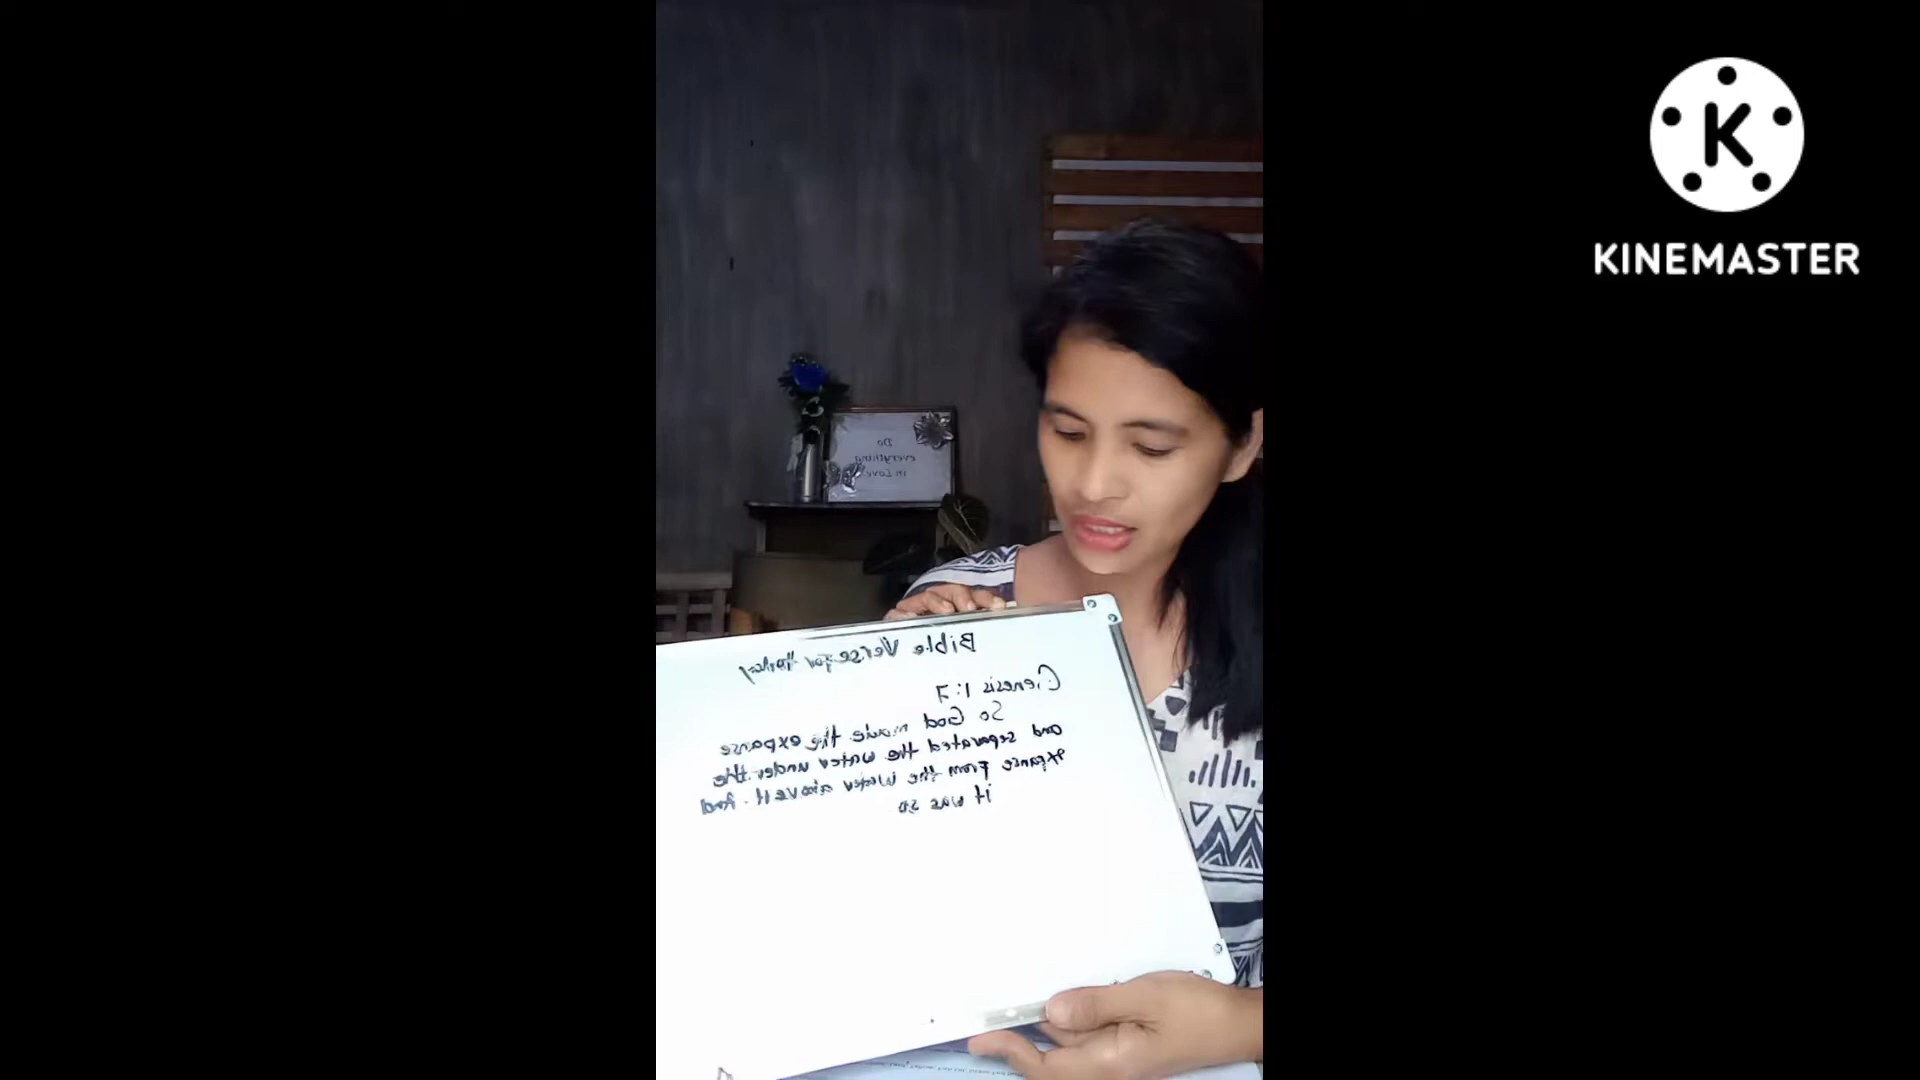 KINEMASTER
Do
everything
in Love
Bible Verse for Today
Genesis 1:7
So God made the expanse
and separated the water under the
expanse from the water above it. And
it was so